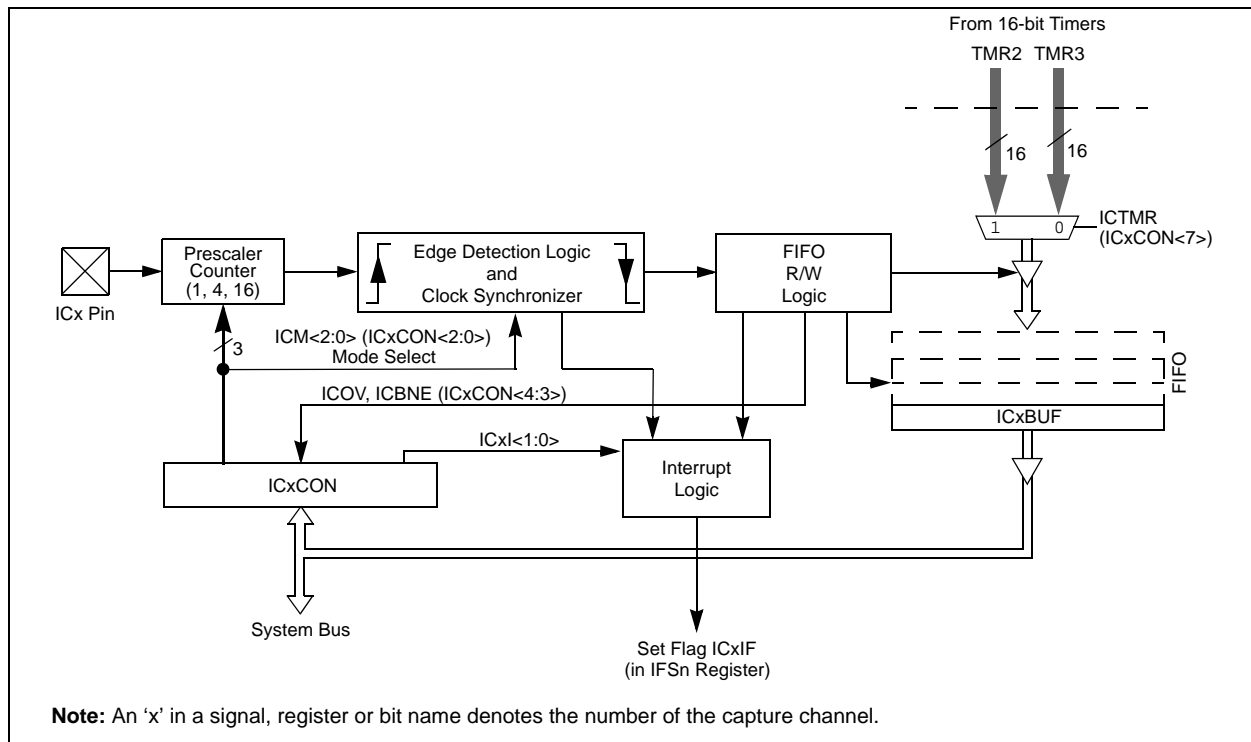 From 16-bit Timers
TMR2 TMR3
16 16
1 0
ICTMR
(ICxCON<7>)
ICx Pin
Prescaler
Counter
(1, 4, 16)
Edge Detection Logic
and
Clock Synchronizer
FIFO
R/W
Logic
3
ICM<2:0> (ICxCON<2:0>)
Mode Select
FIFO
ICxBUF
ICOV, ICBNE (ICxCON<4:3>)
ICxI<1:0>
ICxCON
Interrupt
Logic
System Bus
Set Flag ICxIF
(in IFSn Register)
Note: An ‘x’ in a signal, register or bit name denotes the number of the capture channel.